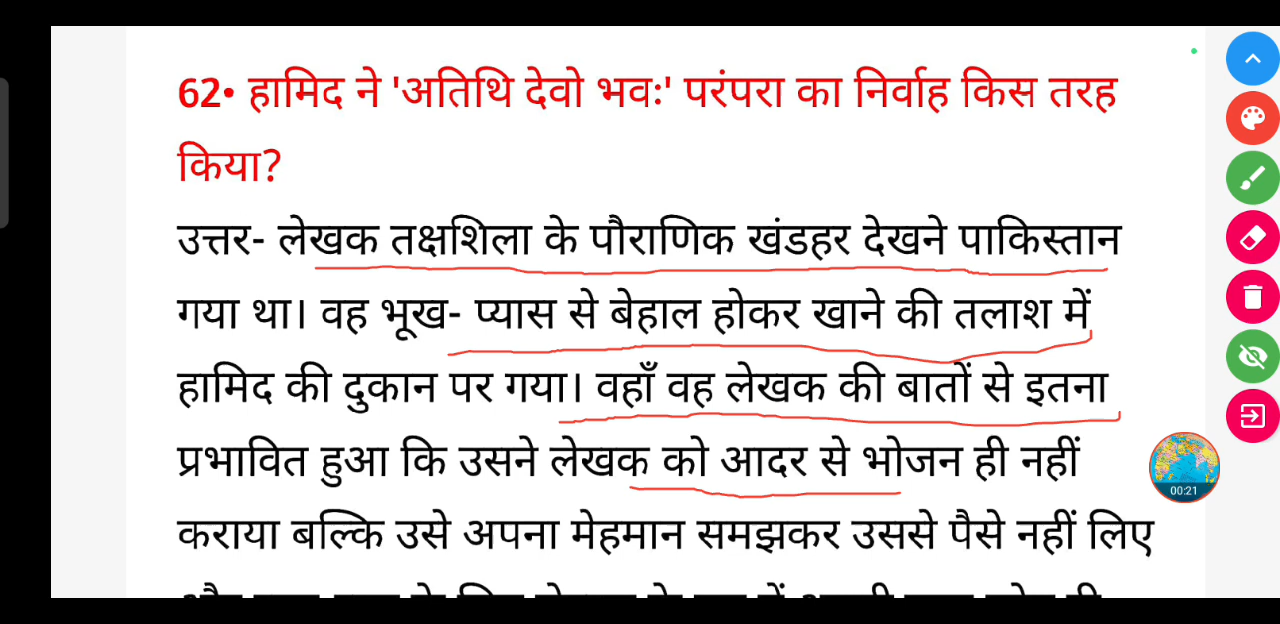 62• हामिद ने 'अतिथि देवो भवः' परंपरा का निर्वाह किस तरह
किया?
उत्तर- लेखक तक्षशिला के पौराणिक खंडहर देखने पाकिस्तान
गया था। वह भूख- प्यास से बेहाल होकर खाने की तलाश में
हामिद की दुकान पर गया। वहाँ वह लेखक की बातों से इतना
प्रभावित हुआ कि उसने लेखक को आदर से भोजन ही नहीं
कराया बल्कि उसे अपना मेहमान समझकर उससे पैसे नहीं लिए
00:21